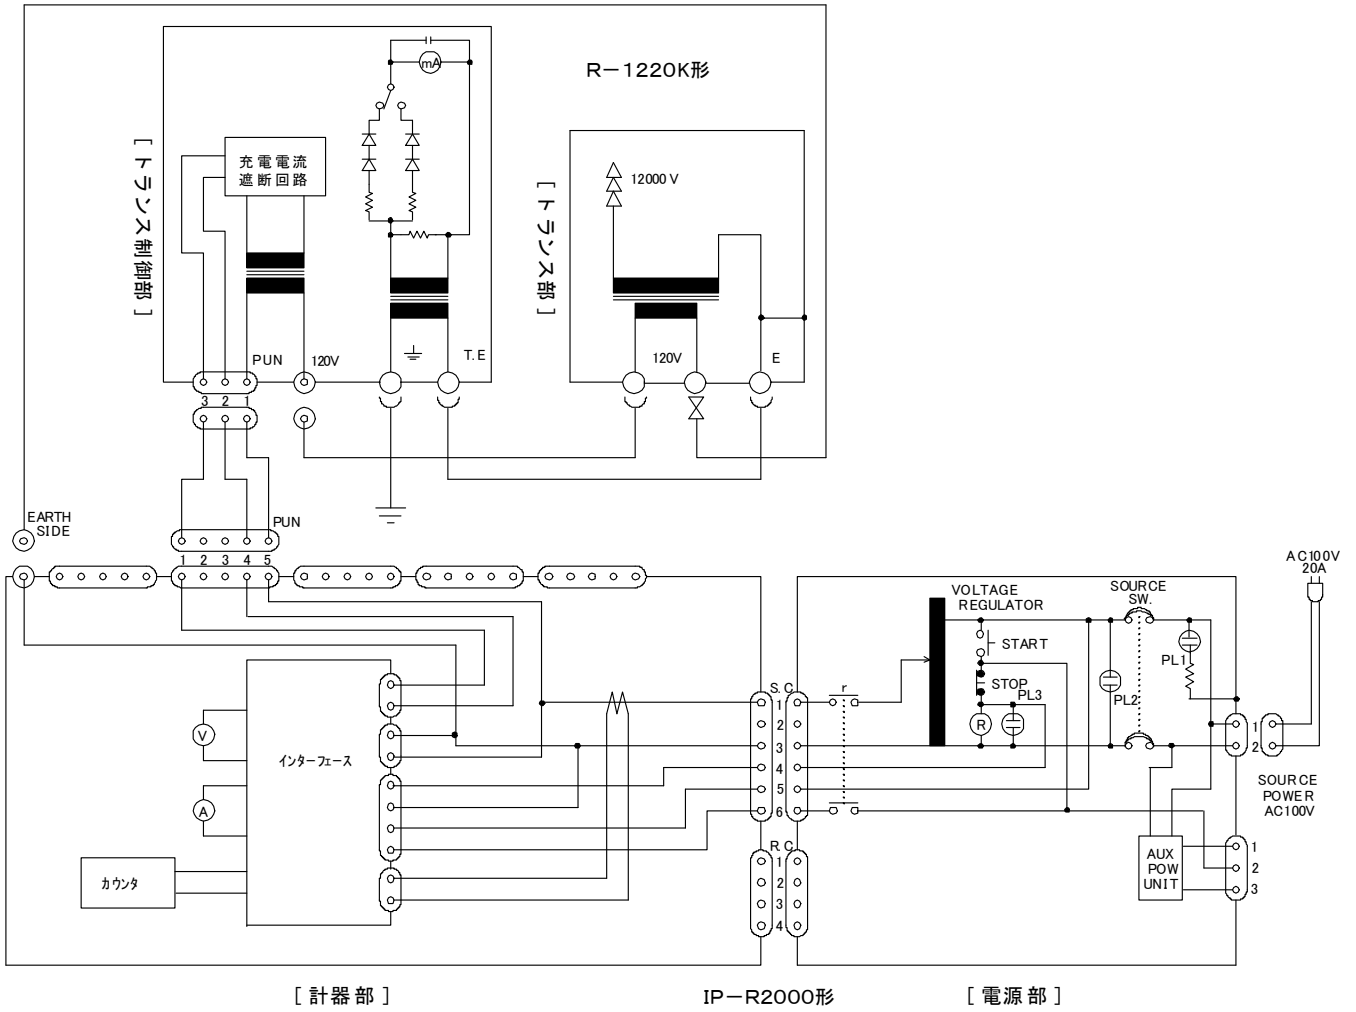 R－1220K形
mA
充電電流
遮断回路
[ トランス制御部 ]
12000V
[ トランス部 ]
PUN
120V
T.E
120V
E
3 2 1
EARTH
SIDE
PUN
1 2 3 4 5
AC100V
20A
VOLTAGE
REGULATOR
SOURCE
SW.
START
STOP
PL3
R
PL2
PL1
S.C
r
1
2
3
4
5
6
R.C
1
2
3
4
V
A
インターフェース
カウンタ
1
2
SOURCE
POWER
AC100V
AUX
POW
UNIT
1
2
3
[ 計器部 ]
IP－R2000形
[ 電源部 ]